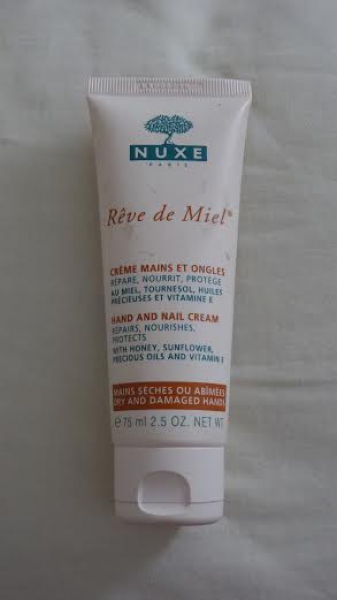 NUXE
PARIS
Rêve de Miel
CRÈME MAINS ET ONGLES
RÉPARE, NOURRIT, PROTÈGE
AU MIEL, TOURNESOL, HUILES
PRÉCIEUSES ET VITAMINE E
HAND AND NAIL CREAM
REPAIRS, NOURISHES,
PROTECTS
WITH HONEY, SUNFLOWER,
PRECIOUS OILS AND VITAMIN E
MAINS SÈCHES OU ABÎMÉES
DRY AND DAMAGED HANDS
e 75 ml 2.5 OZ. NET WT